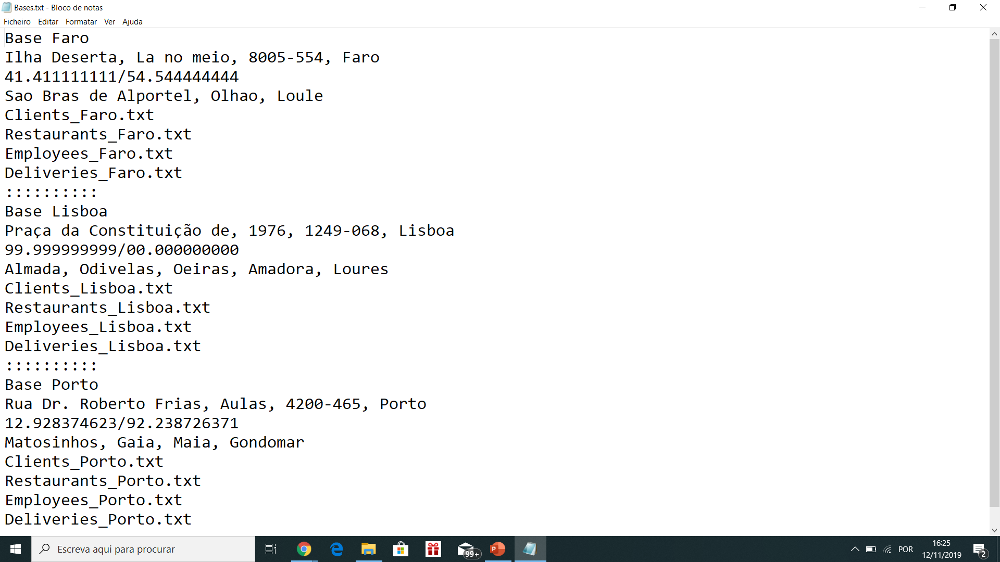 Bases.txt - Bloco de notas
Ficheiro Editar Formatar Ver Ajuda
Base Faro
Ilha Deserta, La no meio, 8005-554, Faro
41.411111111/54.544444444
Sao Bras de Alportel, Olhao, Loule
Clients_Faro.txt
Restaurants_Faro.txt
Employees_Faro.txt
Deliveries_Faro.txt
::::::::::
Base Lisboa
Praça da Constituição de, 1976, 1249-068, Lisboa
99.999999999/00.000000000
Almada, Odivelas, Oeiras, Amadora, Loures
Clients_Lisboa.txt
Restaurants_Lisboa.txt
Employees_Lisboa.txt
Deliveries_Lisboa.txt
::::::::::
Base Porto
Rua Dr. Roberto Frias, Aulas, 4200-465, Porto
12.928374623/92.238726371
Matosinhos, Gaia, Maia, Gondomar
Clients_Porto.txt
Restaurants_Porto.txt
Employees_Porto.txt
Deliveries_Porto.txt
Escreva aqui para procurar
99+
P
POR
16:25
12/11/2019
2